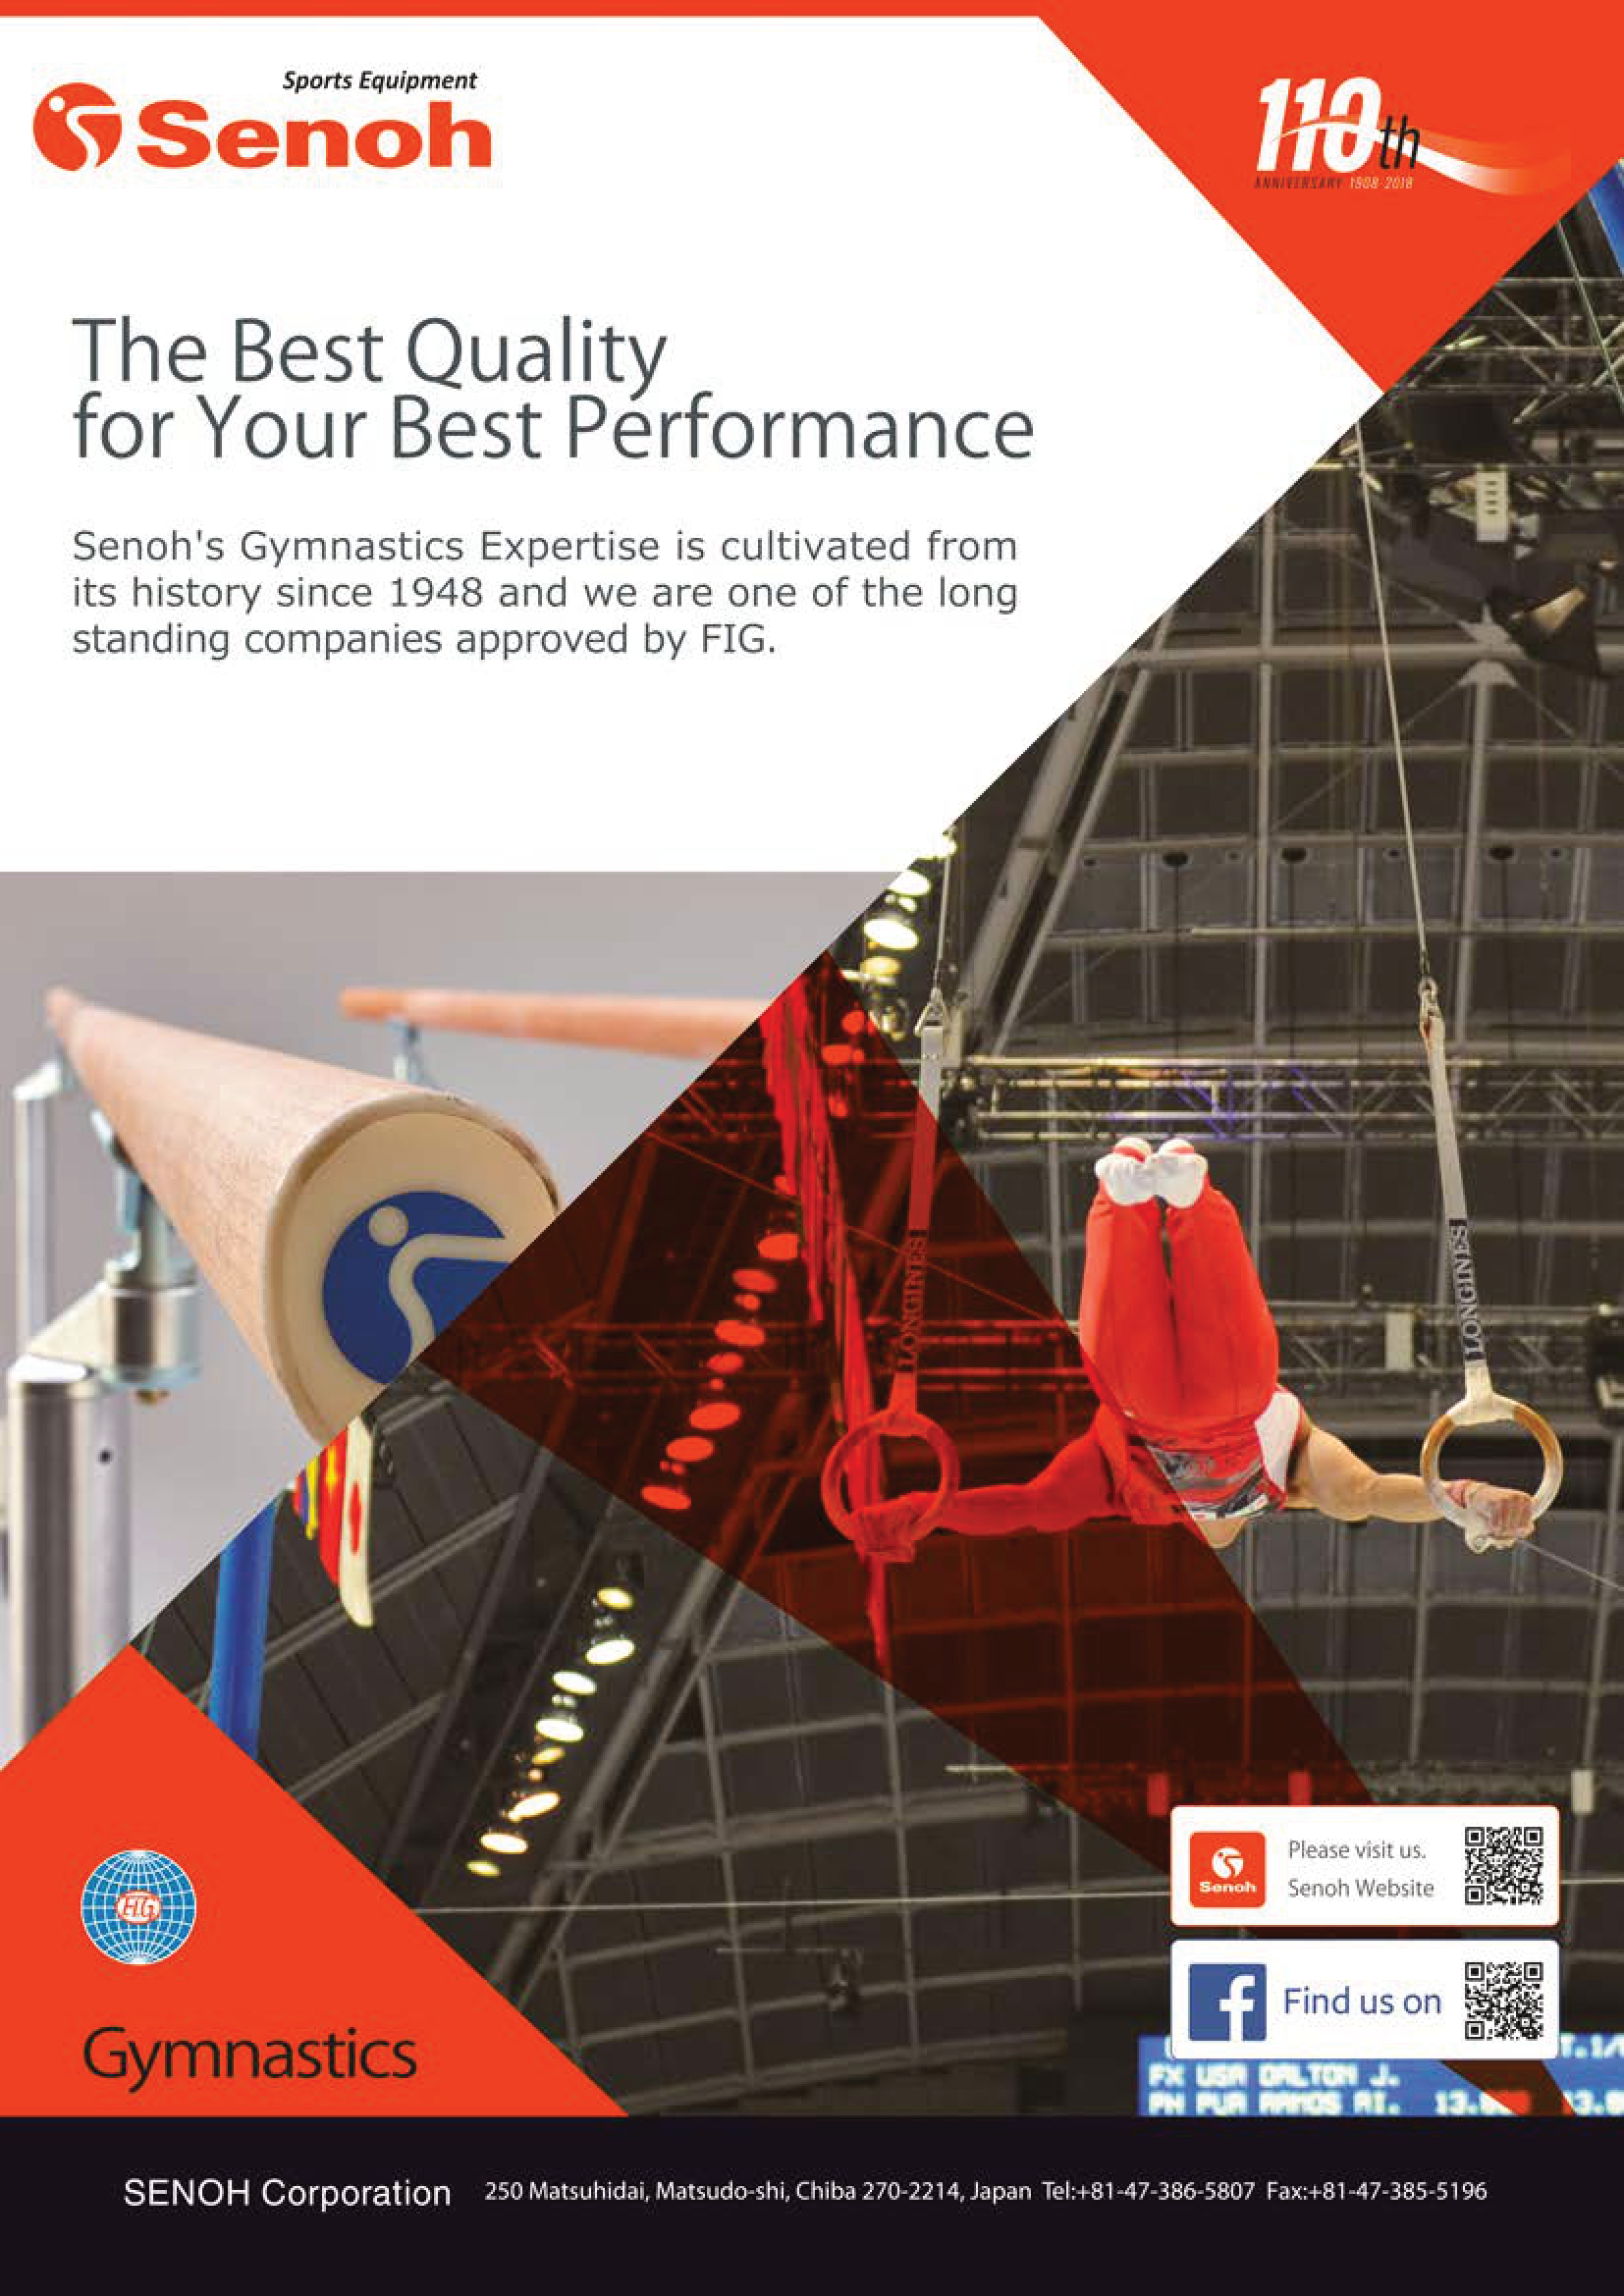 Sports Equipment
Senoh
110th
ANNIVERSARY 1908-2018
The Best Quality
for Your Best Performance
Senoh's Gymnastics Expertise is cultivated from
its history since 1948 and we are one of the long
standing companies approved by FIG.
LONGINES
LONGINES
Please visit us.
Senoh
Senoh Website
FIG
f
Find us on
Gymnastics
FX USA DALTON J.
PN PUR RAMOS AI.
SENOH Corporation 250 Matsuhidai, Matsudo-shi, Chiba 270-2214, Japan Tel:+81-47-386-5807 Fax:+81-47-385-5196